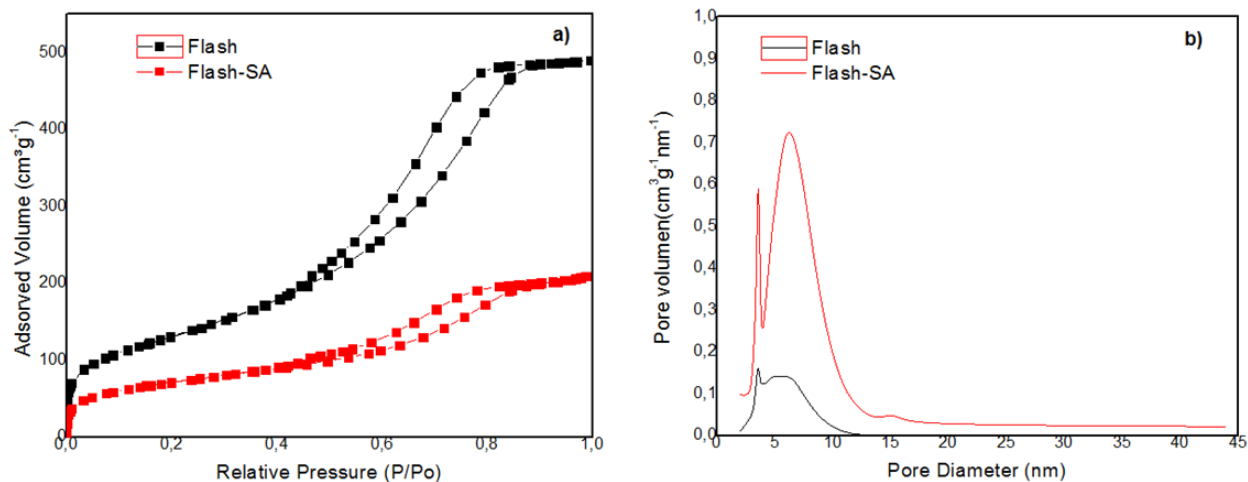 a)
Flash
Flash-SA
500
400
300
200
100
0
0,0 0,2 0,4 0,6 0,8 1,0
Adsorved Volume (cm³g⁻¹)
Relative Pressure (P/Po)
b)
Flash
Flash-SA
1,0
0,9
0,8
0,7
0,6
0,5
0,4
0,3
0,2
0,1
0,0
0 5 10 15 20 25 30 35 40 45
Pore volumen(cm³g⁻¹nm⁻¹)
Pore Diameter (nm)